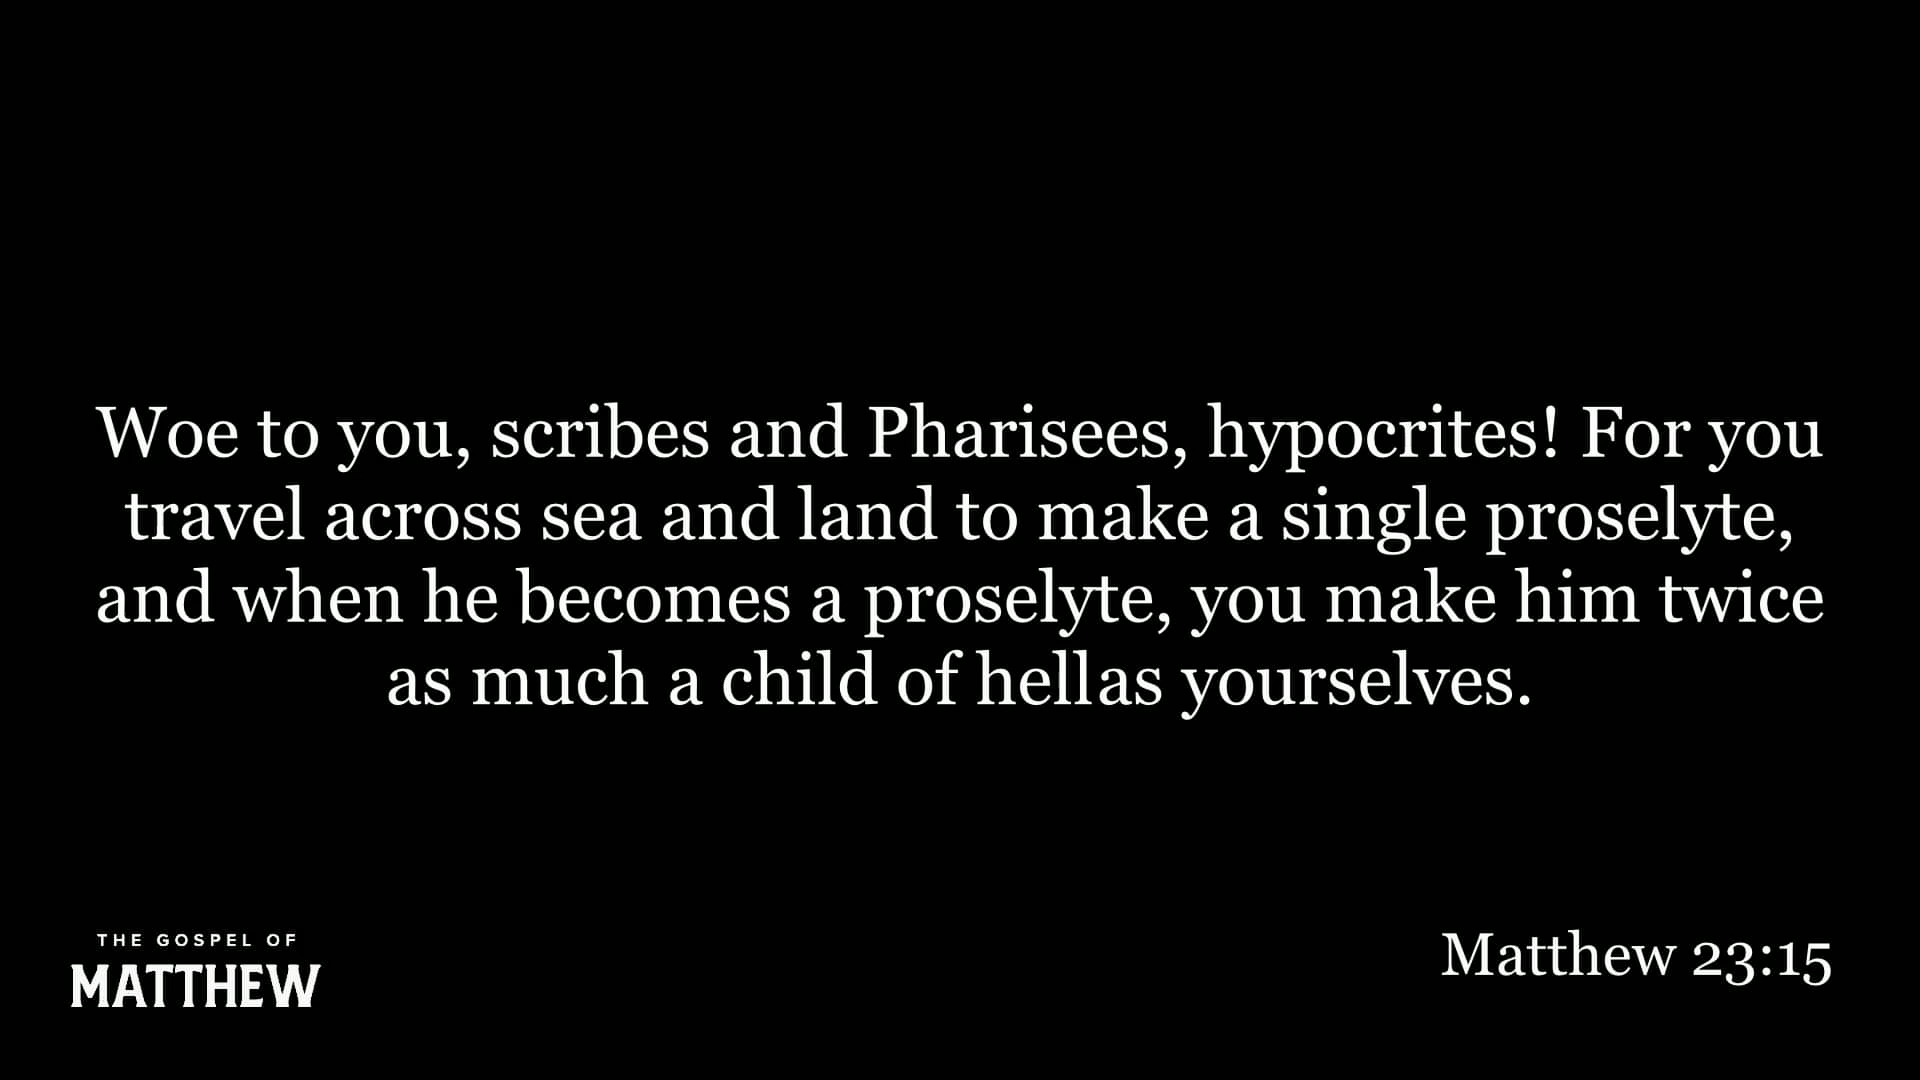 Woe to you, scribes and Pharisees, hypocrites! For you
travel across sea and land to make a single proselyte,
and when he becomes a proselyte, you make him twice
as much a child of hellas yourselves.
THE GOSPEL OF
MATTHEW
Matthew 23:15